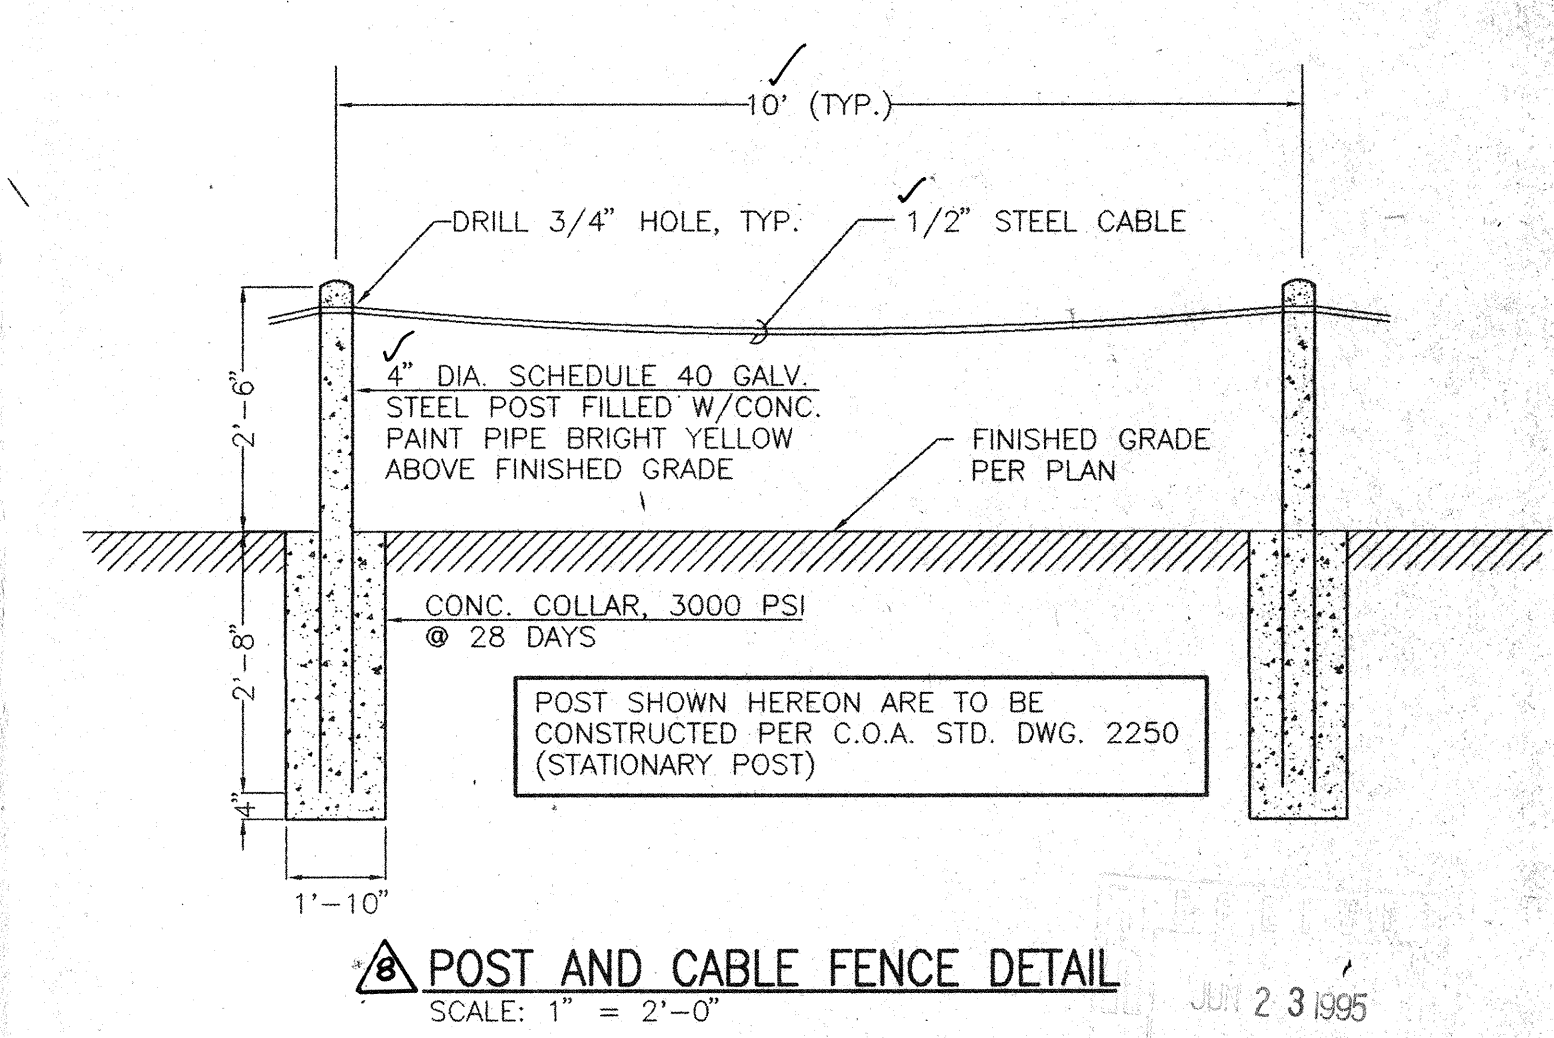 10' (TYP.)
DRILL 3/4" HOLE, TYP.
1/2" STEEL CABLE
4" DIA. SCHEDULE 40 GALV.
STEEL POST FILLED W/CONC.
PAINT PIPE BRIGHT YELLOW
ABOVE FINISHED GRADE
2'-6"
FINISHED GRADE
PER PLAN
CONC. COLLAR, 3000 PSI
@ 28 DAYS
2'-8"
POST SHOWN HEREON ARE TO BE
CONSTRUCTED PER C.O.A. STD. DWG. 2250
(STATIONARY POST)
4"
1'-10"
8 POST AND CABLE FENCE DETAIL
SCALE: 1" = 2'-0"
JUN 23 1995